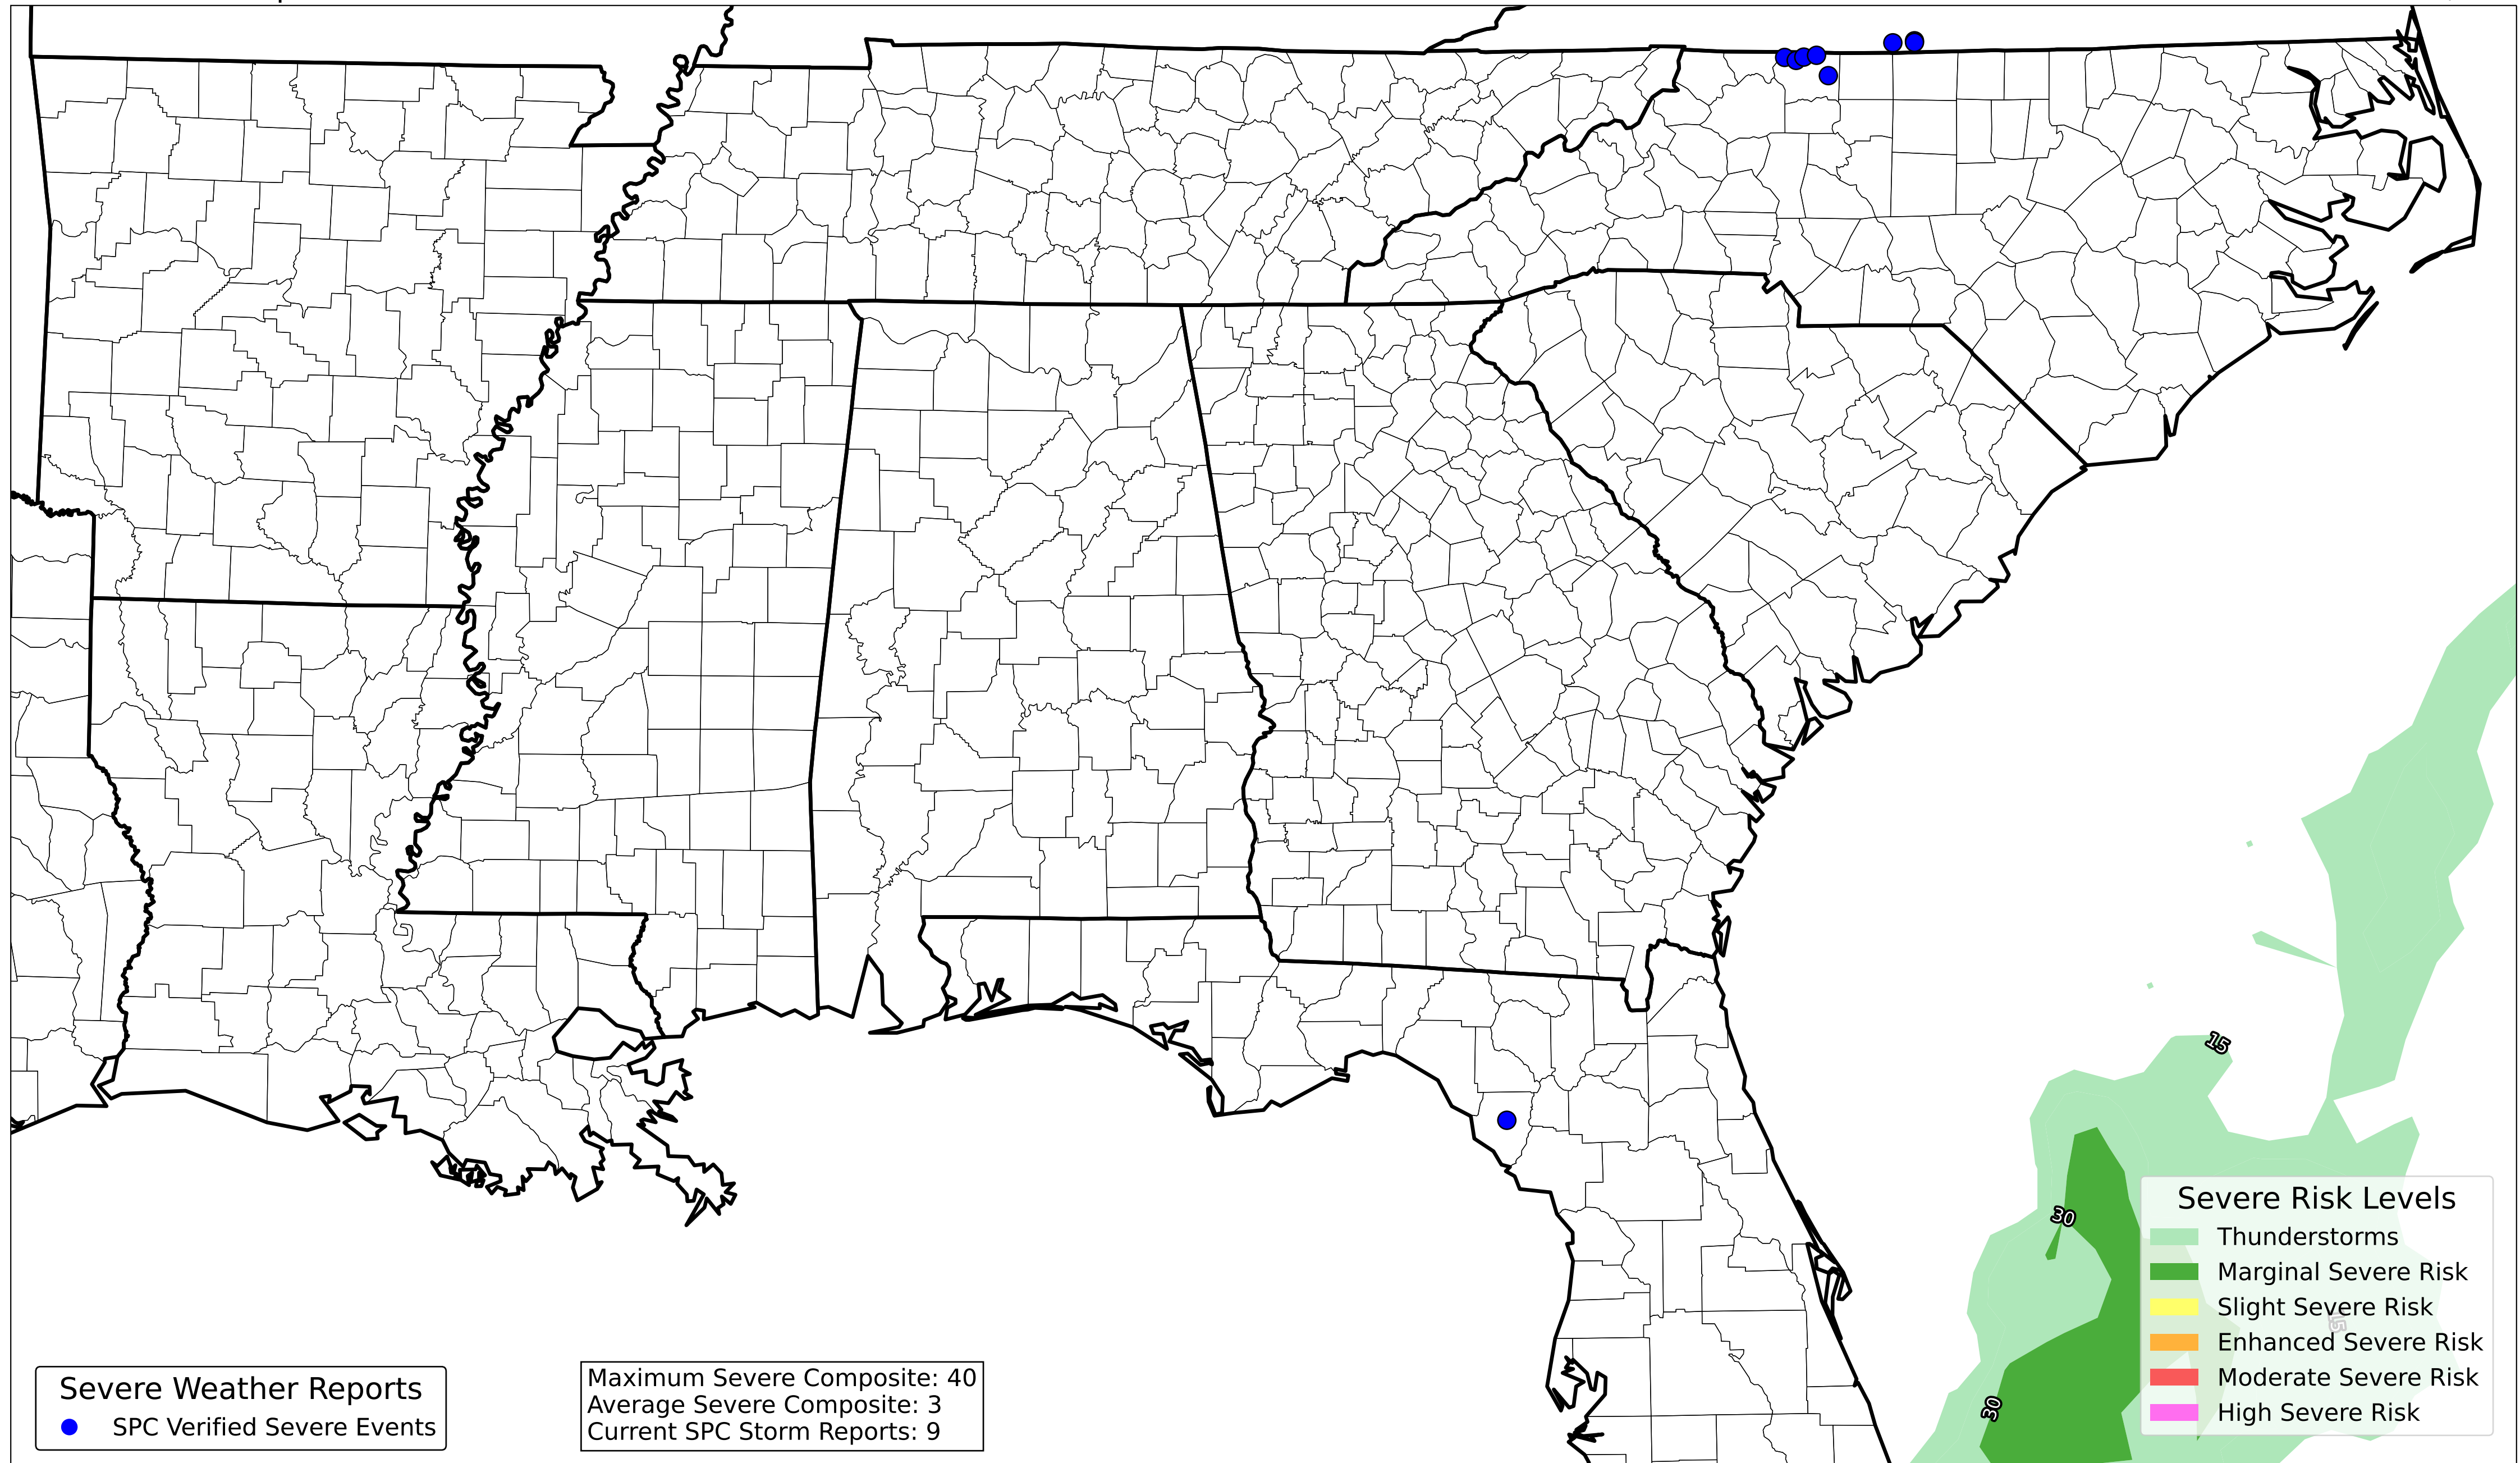 15
30
30
15
Severe Risk Levels
Thunderstorms
Marginal Severe Risk
Slight Severe Risk
Enhanced Severe Risk
Moderate Severe Risk
High Severe Risk
Severe Weather Reports
SPC Verified Severe Events
Maximum Severe Composite: 40
Average Severe Composite: 3
Current SPC Storm Reports: 9